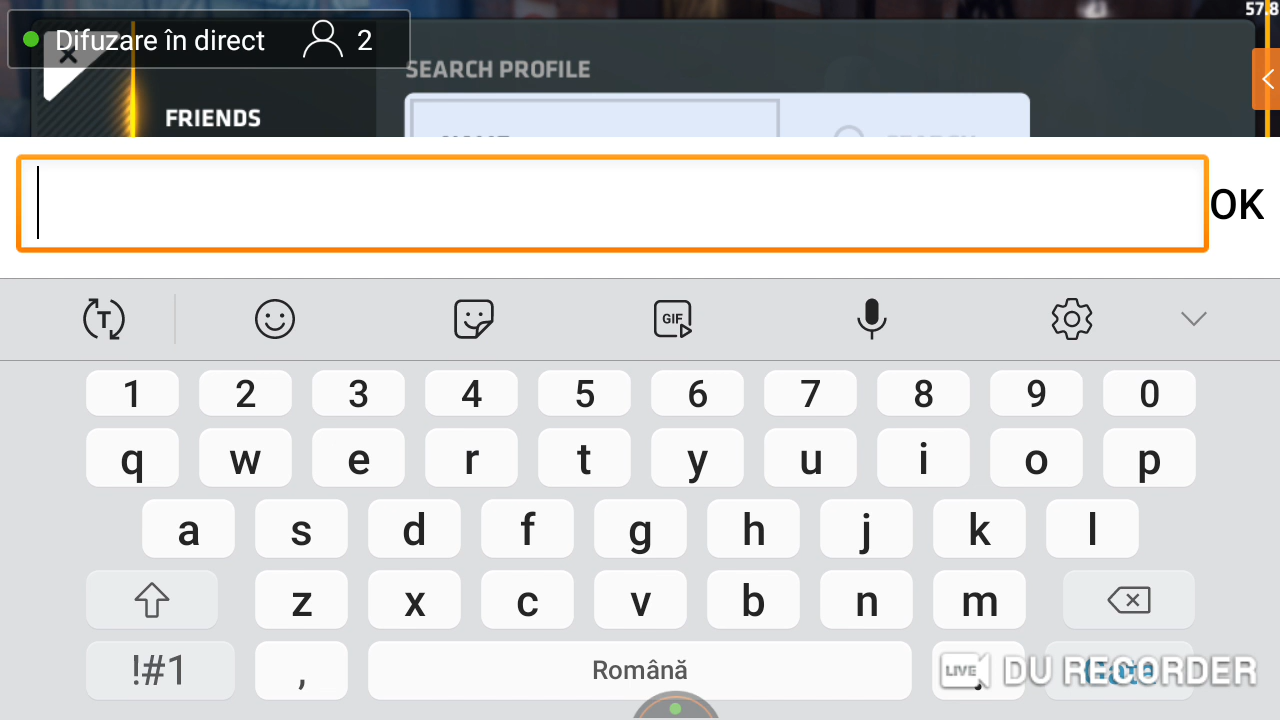 57.8
Difuzare în direct 2
SEARCH PROFILE
FRIENDS
OK
T
GIF
1 2 3 4 5 6 7 8 9 0
q w e r t y u i o p
a s d f g h j k l
z x c v b n m
!#1 , Română .
LIVE DU RECORDER